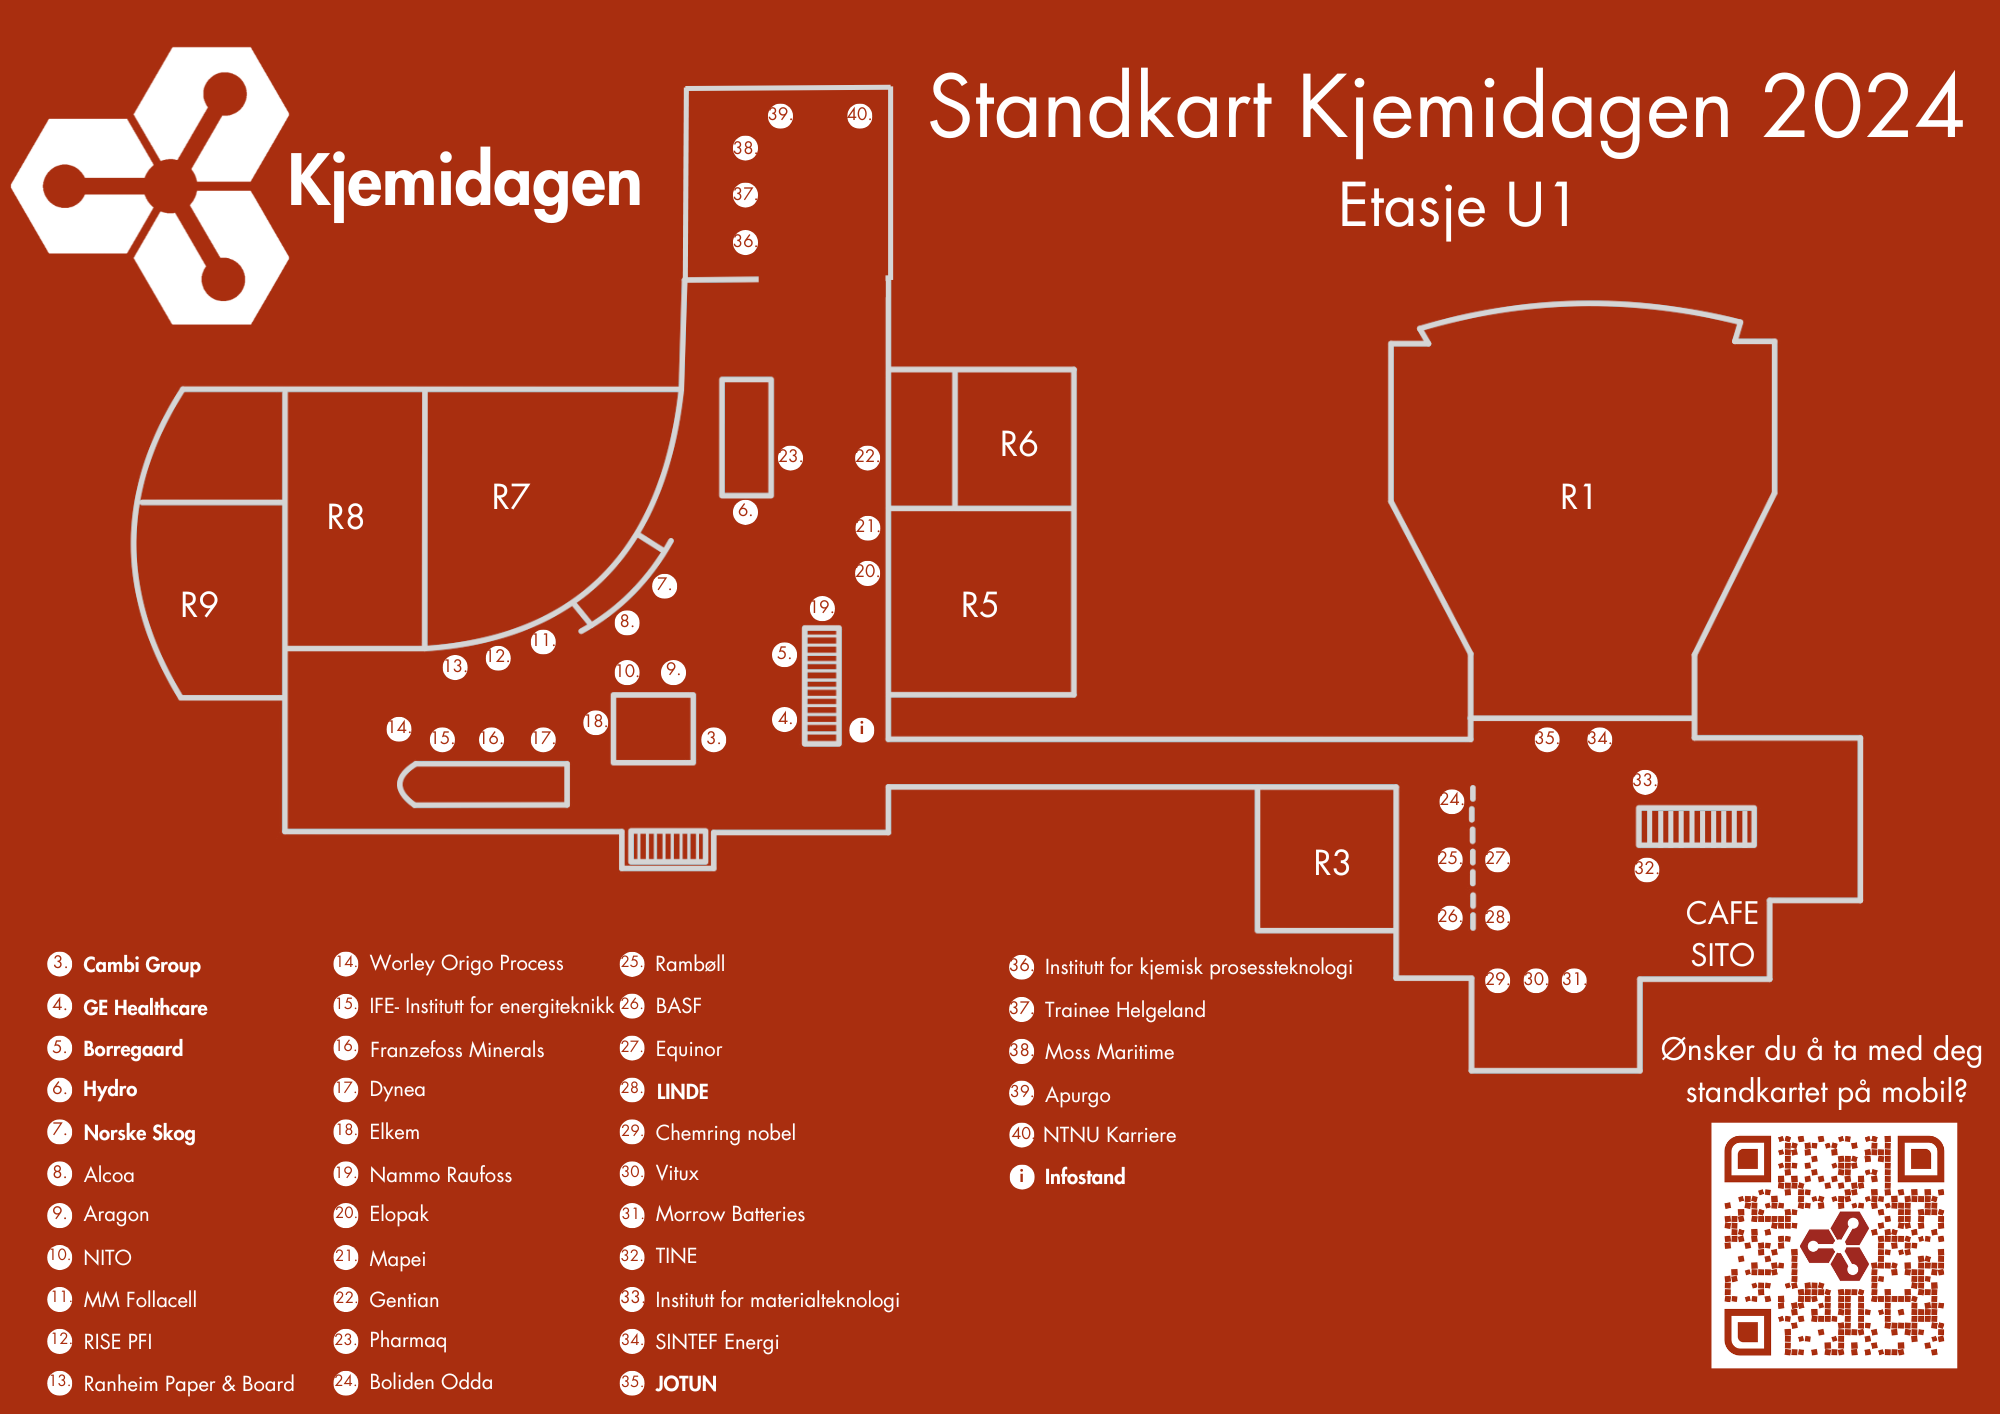 Kjemidagen
Standkart Kjemidagen 2024
Etasje U1
39.
40.
38
37.
36.
23.
22.
6.
21.
20.
7.
19.
8.
11.
12.
13.
10.
9.
5.
18.
14.
15.
16.
17.
3.
4.
i
R9
R8
R7
R6
R5
R1
R3
35.
34.
33.
24.
25.
27.
32.
26.
28.
29.
30.
31.
CAFE
SITO
3. Cambi Group
4. GE Healthcare
5. Borregaard
6. Hydro
7. Norske Skog
8. Alcoa
9. Aragon
10. NITO
11. MM Follacell
12. RISE PFI
13. Ranheim Paper & Board
14. Worley Origo Process
15. IFE- Institutt for energiteknikk
16. Franzefoss Minerals
17. Dynea
18. Elkem
19. Nammo Raufoss
20. Elopak
21. Mapei
22. Gentian
23. Pharmaq
24. Boliden Odda
25. Rambøll
26. BASF
27. Equinor
28. LINDE
29. Chemring nobel
30. Vitux
31. Morrow Batteries
32. TINE
33. Institutt for materialteknologi
34. SINTEF Energi
35. JOTUN
36. Institutt for kjemisk prosessteknologi
37. Trainee Helgeland
38. Moss Maritime
39. Apurgo
40. NTNU Karriere
i Infostand
Ønsker du å ta med deg
standkartet på mobil?